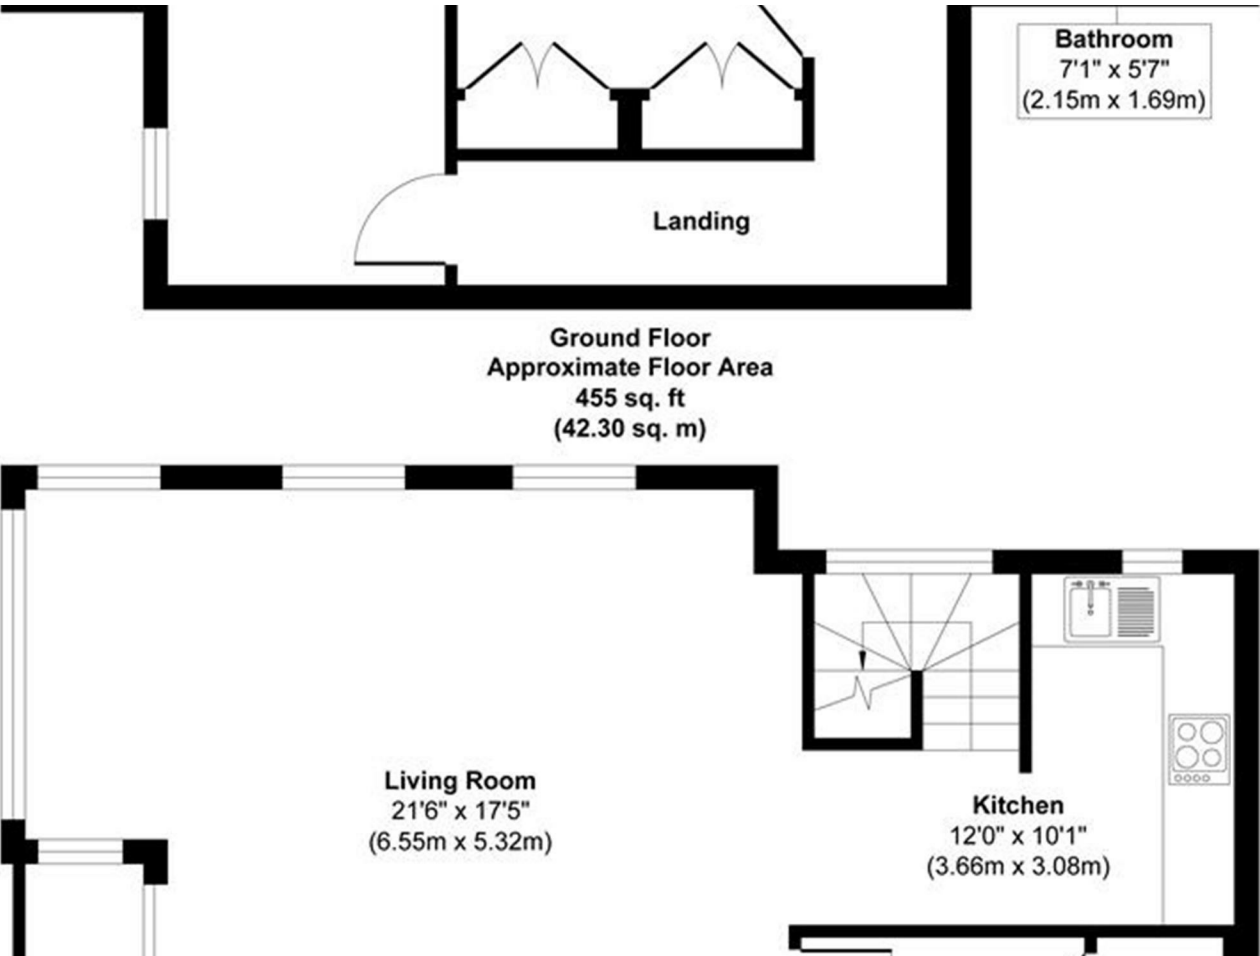 Bathroom
7'1" x 5'7"
(2.15m x 1.69m)
Landing
Ground Floor
Approximate Floor Area
455 sq. ft
(42.30 sq. m)
Living Room
21'6" x 17'5"
(6.55m x 5.32m)
Kitchen
12'0" x 10'1"
(3.66m x 3.08m)